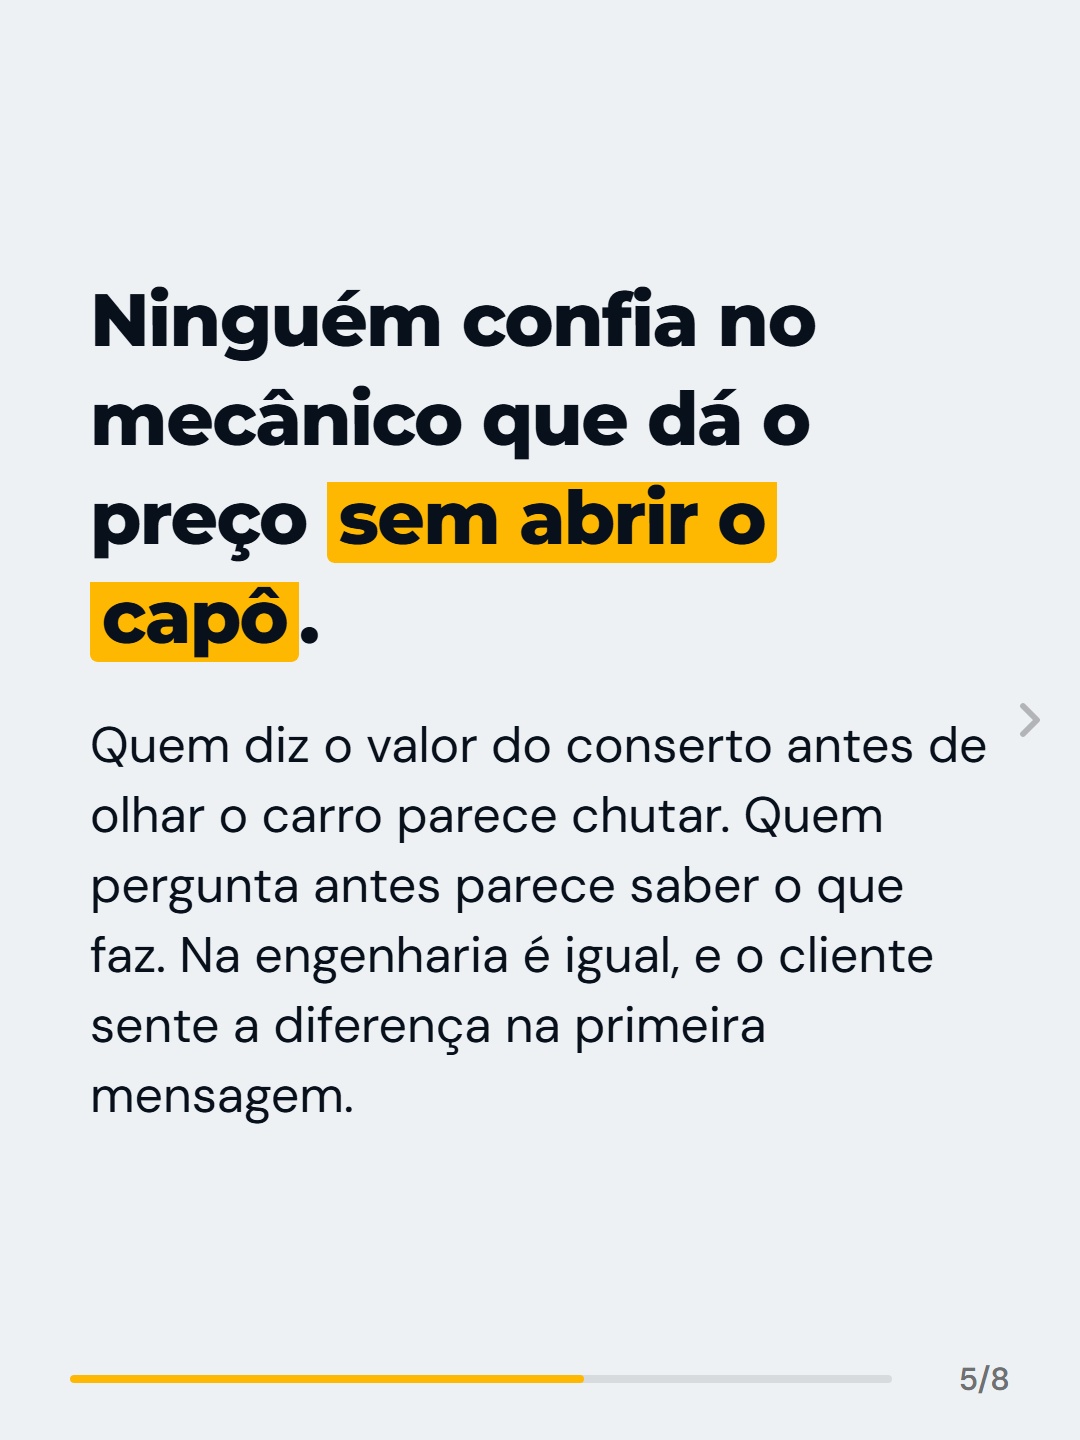 Ninguém confia no
mecânico que dá o
preço sem abrir o
capô.
Quem diz o valor do conserto antes de
olhar o carro parece chutar. Quem
pergunta antes parece saber o que
faz. Na engenharia é igual, e o cliente
sente a diferença na primeira
mensagem.
5/8